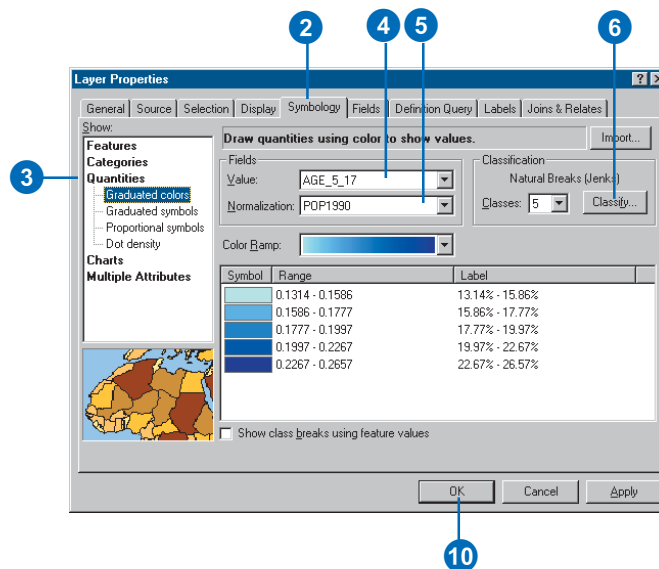 2 4 5 6
Layer Properties ? X
General Source Selection Display Symbology Fields Definition Query Labels Joins & Relates
Show:
Features
Categories
Quantities
Graduated colors
Graduated symbols
Proportional symbols
Dot density
Charts
Multiple Attributes
3
Draw quantities using color to show values.
Import...
Fields
Value: AGE_5_17
Normalization: POP1990
Classification
Natural Breaks (Jenks)
Classes: 5 Classify...
Color Ramp:
Symbol Range Label
0.1314 - 0.1586 13.14% - 15.86%
0.1586 - 0.1777 15.86% - 17.77%
0.1777 - 0.1997 17.77% - 19.97%
0.1997 - 0.2267 19.97% - 22.67%
0.2267 - 0.2657 22.67% - 26.57%
Show class breaks using feature values
OK Cancel Apply
10